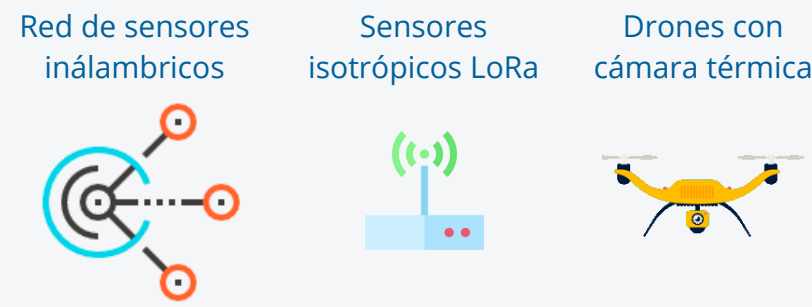 Red de sensores
inálambricos
Sensores
isotrópicos LoRa
Drones con
cámara térmica